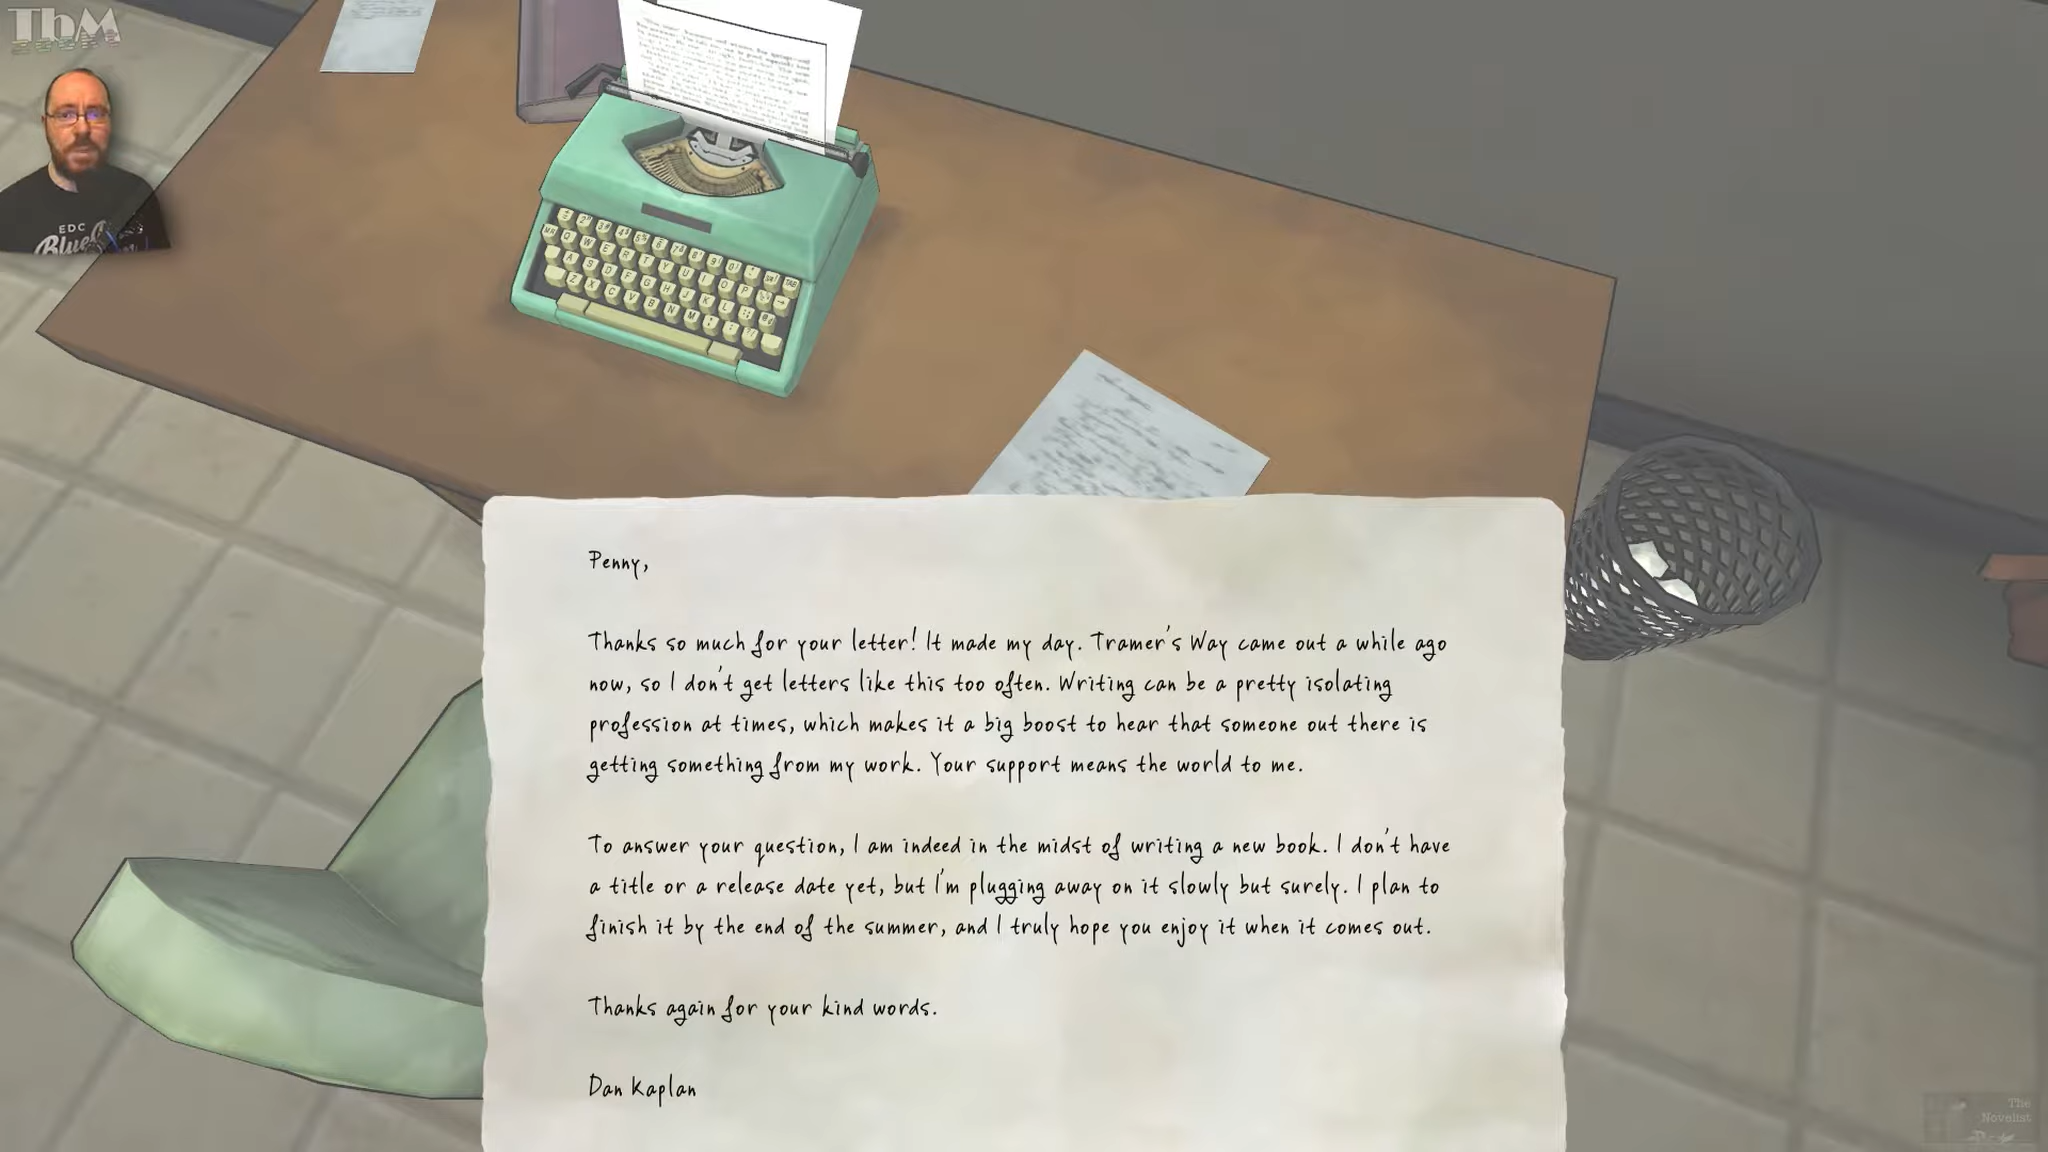 TbM
EDC
Blue
Penny,
Thanks so much for your letter! It made my day. Tramer's Way came out a while ago
now, so I don't get letters like this too often. Writing can be a pretty isolating
profession at times, which makes it a big boost to hear that someone out there is
getting something from my work. Your support means the world to me.
To answer your question, I am indeed in the midst of writing a new book. I don't have
a title or a release date yet, but I'm plugging away on it slowly but surely. I plan to
finish it by the end of the summer, and I truly hope you enjoy it when it comes out.
Thanks again for your kind words.
Dan Kaplan
The
Novelist